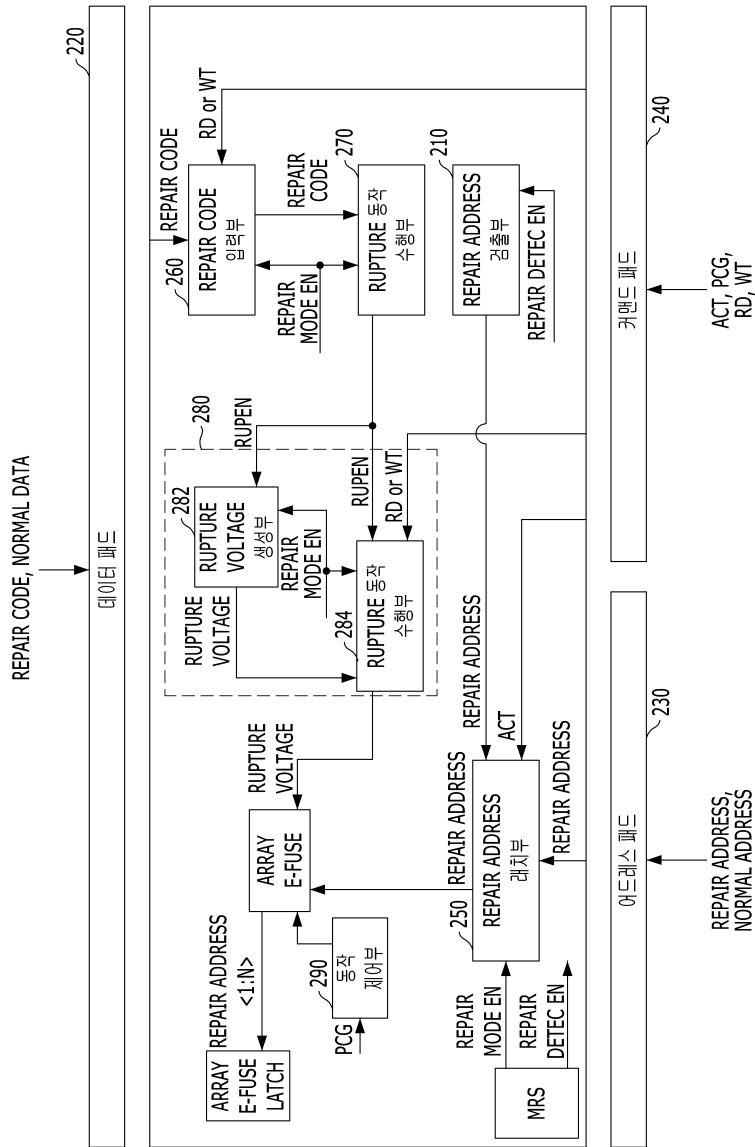 REPAIR CODE, NORMAL DATA
데이터 패드
220
REPAIR CODE
RD or WT
REPAIR CODE
입력부
260
REPAIR
CODE
REPAIR
MODE EN
270
RUPTURE 동작
수행부
210
REPAIR ADDRESS
검출부
REPAIR DETEC EN
280
RUPEN
282
RUPTURE
VOLTAGE
생성부
REPAIR
MODE EN
RUPTURE
VOLTAGE
RUPEN
RD or WT
284
RUPTURE 동작
수행부
RUPTURE
VOLTAGE
ARRAY
E-FUSE
REPAIR ADDRESS
<1:N>
ARRAY
E-FUSE
LATCH
290
동작
제어부
PCG
REPAIR ADDRESS
REPAIR ADDRESS
ACT
REPAIR ADDRESS
250
REPAIR ADDRESS
래치부
REPAIR
MODE EN
REPAIR
DETEC EN
MRS
어드레스 패드
230
REPAIR ADDRESS,
NORMAL ADDRESS
커맨드 패드
240
ACT, PCG,
RD, WT